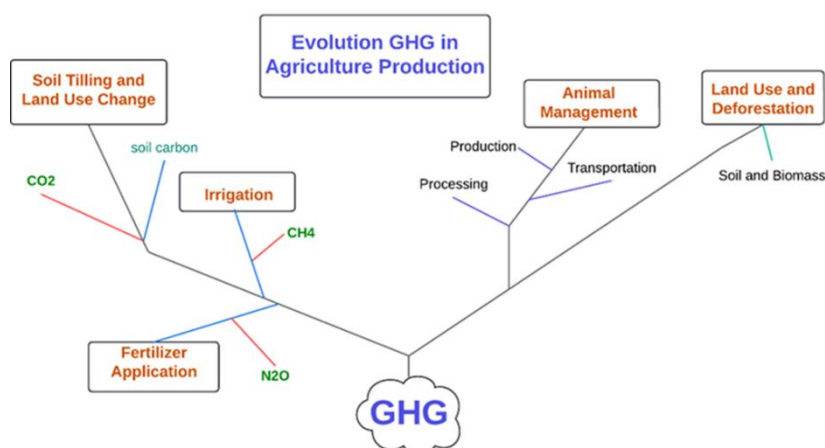 Evolution GHG in
Agriculture Production
Soil Tilling and
Land Use Change
soil carbon
CO2
Irrigation
CH4
Fertilizer
Application
N2O
Animal
Management
Production
Transportation
Processing
Land Use and
Deforestation
Soil and Biomass
GHG